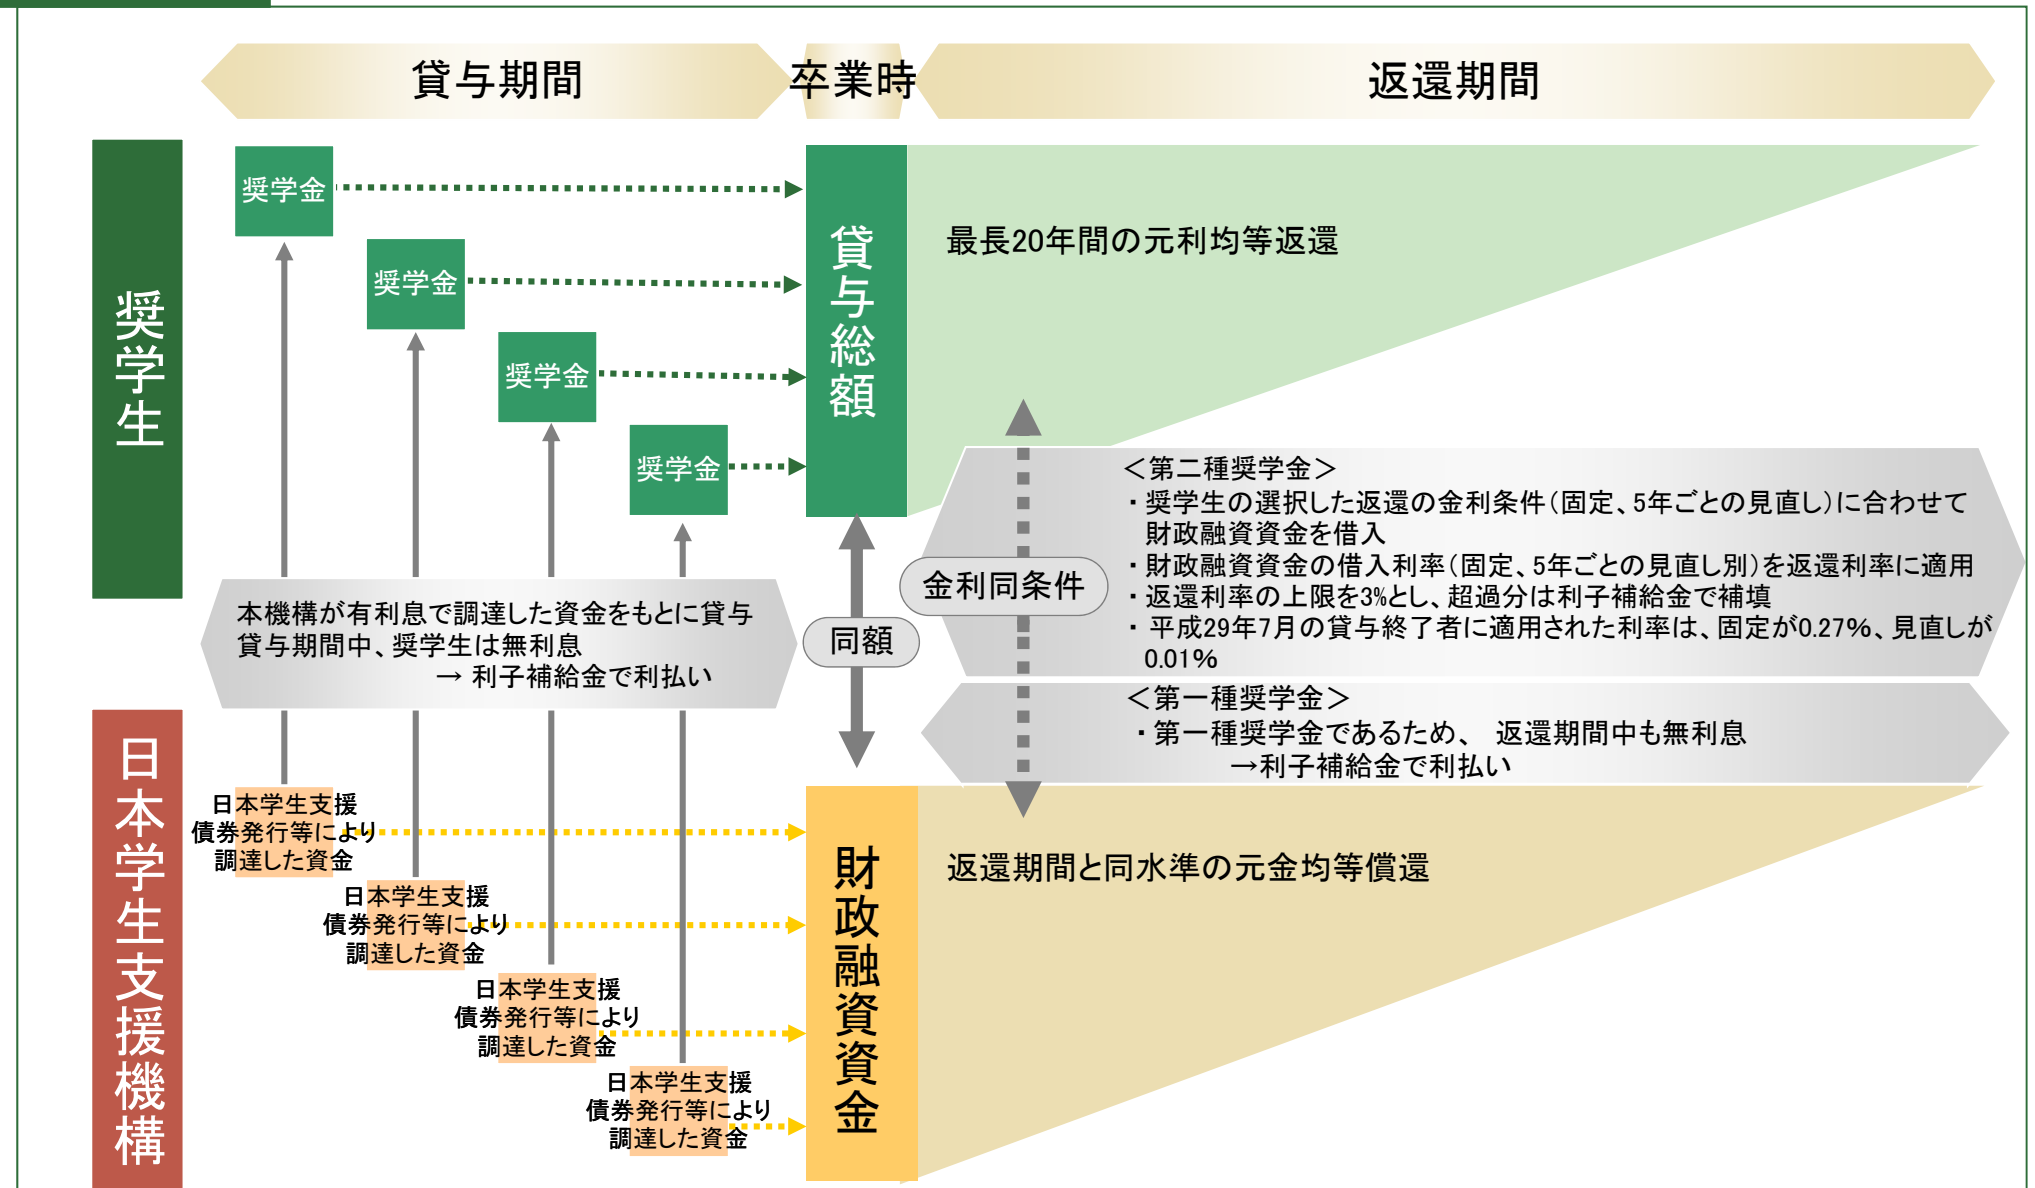 貸与期間
卒業時
返還期間
奨学生
奨学金
奨学金
奨学金
奨学金
貸与総額
最長20年間の元利均等返還
本機構が有利息で調達した資金をもとに貸与
貸与期間中、奨学生は無利息
→ 利子補給金で利払い
同額
金利同条件
＜第二種奨学金＞
・奨学生の選択した返還の金利条件（固定、5年ごとの見直し）に合わせて
財政融資資金を借入
・財政融資資金の借入利率（固定、5年ごとの見直し別）を返還利率に適用
・返還利率の上限を3%とし、超過分は利子補給金で補填
・ 平成29年7月の貸与終了者に適用された利率は、固定が0.27%、見直しが
0.01%
＜第一種奨学金＞
・第一種奨学金であるため、 返還期間中も無利息
→利子補給金で利払い
日本学生支援機構
日本学生支援
債券発行等により
調達した資金
日本学生支援
債券発行等により
調達した資金
日本学生支援
債券発行等により
調達した資金
日本学生支援
債券発行等により
調達した資金
財政融資資金
返還期間と同水準の元金均等償還